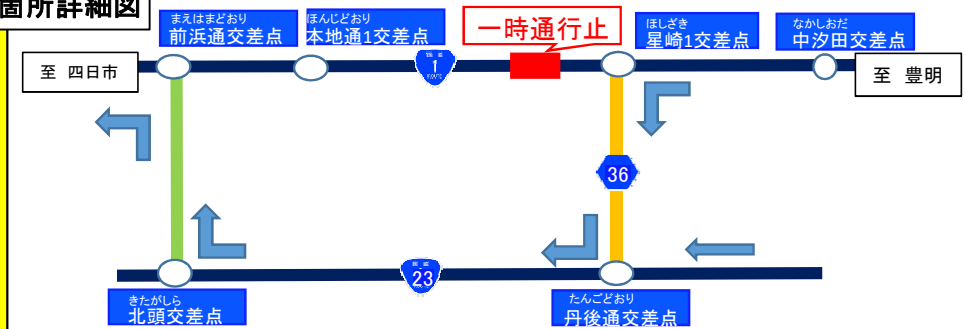 箇所詳細図
まえはまどおり
前浜通交差点
ほんじどおり
本地通1交差点
一時通行止
ほしざき
星崎1交差点
なかしおだ
中汐田交差点
至 四日市
1
至 豊明
36
23
きたがしら
北頭交差点
たんごどおり
丹後通交差点